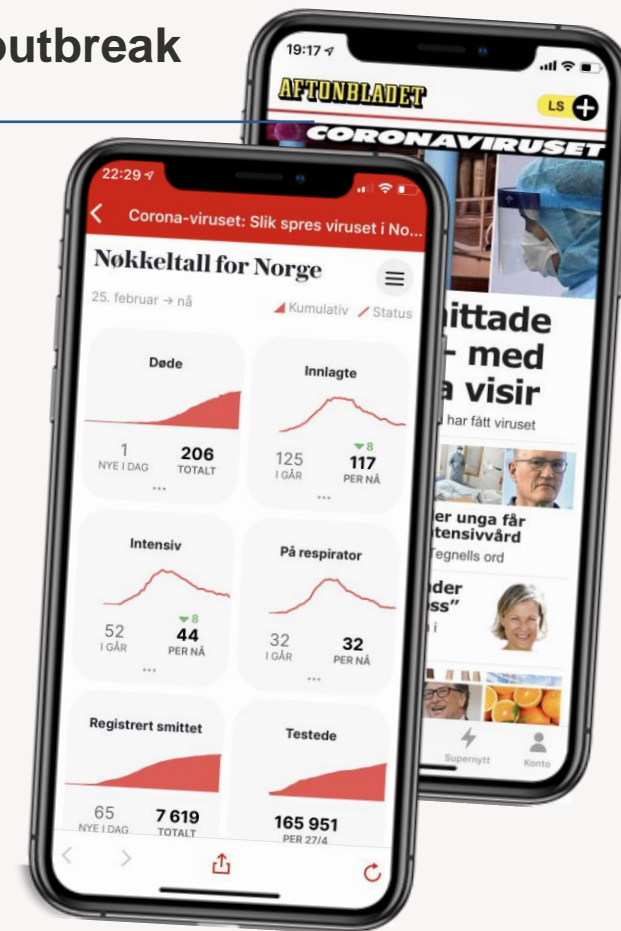 outbreak
19:17
AFTONBLADET
LS
CORONAVIRUSET
ittade
- med
a visir
har fått viruset
er unga får
tensivvård
Tegnells ord
der
oss”
i
Supernytt
Konto
22:29
Corona-viruset: Slik spres viruset i No...
Nøkkeltall for Norge
25. februar → nå
Kumulativ
Status
Døde
1
NYE I DAG
206
TOTALT
...
Innlagte
125
I GÅR
▼8
117
PER NÅ
...
Intensiv
52
I GÅR
▼8
44
PER NÅ
...
På respirator
32
I GÅR
32
PER NÅ
...
Registrert smittet
65
NYE I DAG
7 619
TOTALT
Testede
165 951
PER 27/4